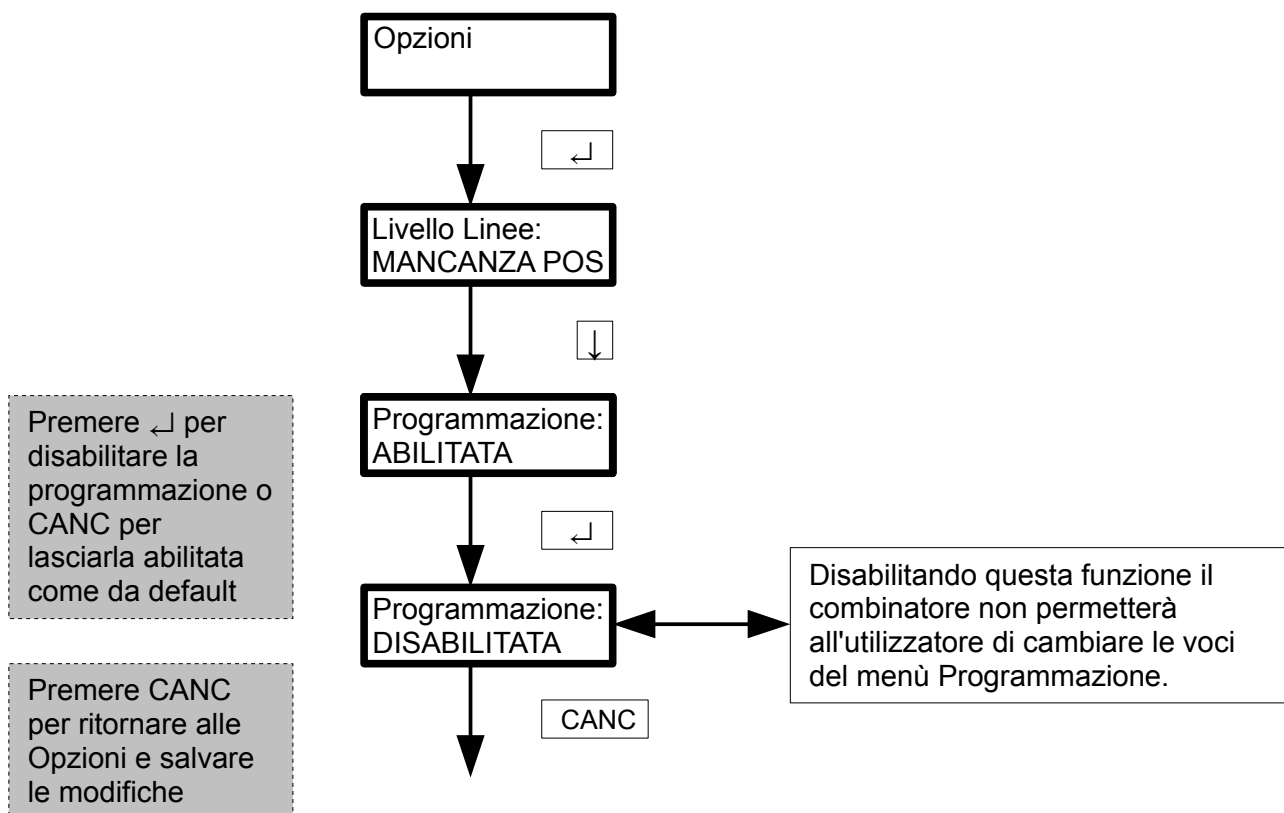 Opzioni
↵
Livello Linee:
MANCANZA POS
↓
Programmazione:
ABILITATA
Premere ↵ per
disabilitare la
programmazione o
CANC per
lasciarla abilitata
come da default
↵
Programmazione:
DISABILITATA
Disabilitando questa funzione il
combinatore non permetterà
all'utilizzatore di cambiare le voci
del menù Programmazione.
Premere CANC
per ritornare alle
Opzioni e salvare
le modifiche
CANC